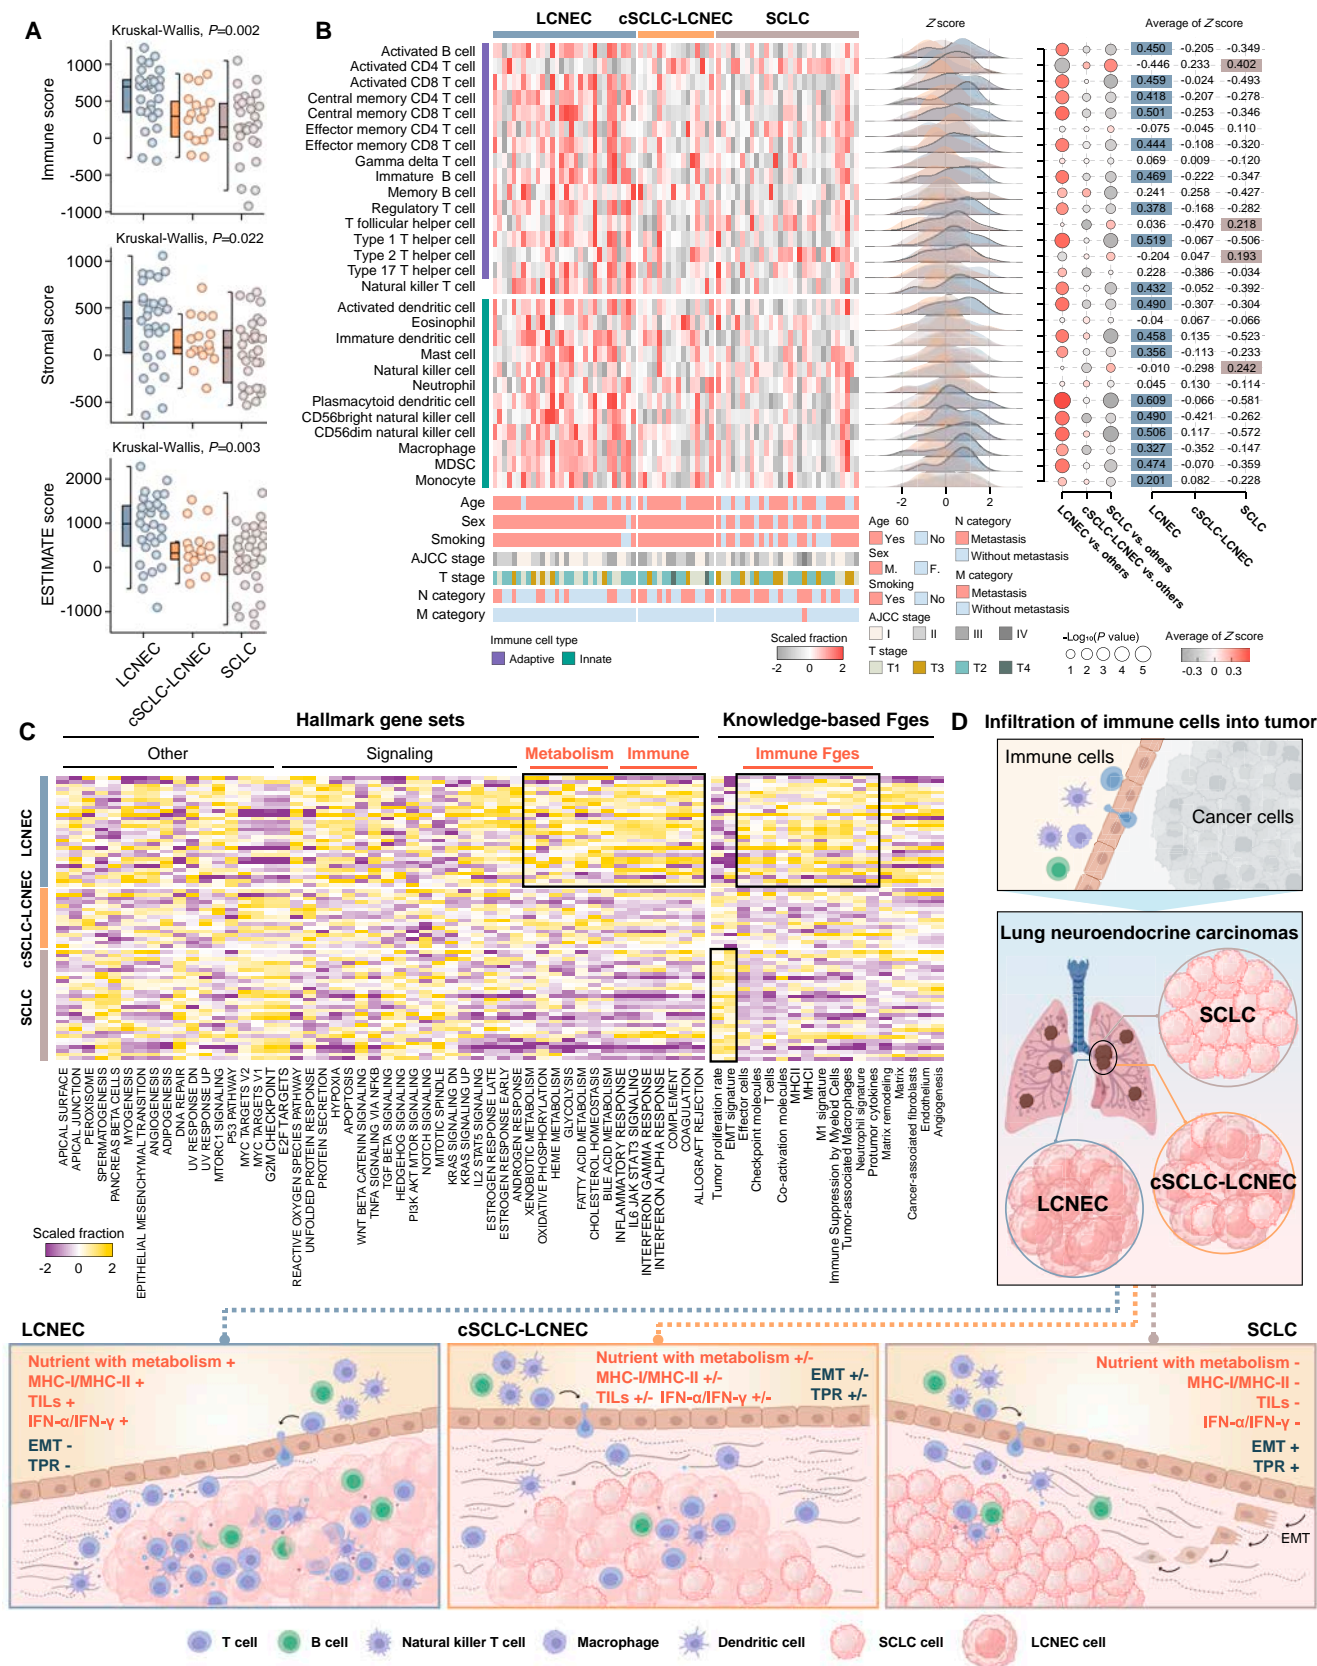 A
Kruskal-Wallis, P=0.002
Immune score
1000
500
0
-500
-1000
Kruskal-Wallis, P=0.022
Stromal score
1000
500
0
-500
Kruskal-Wallis, P=0.003
ESTIMATE score
2000
1000
0
-1000
LCNEC
cSCLC-LCNEC
SCLC
B
LCNEC cSCLC-LCNEC SCLC
Activated B cell
Activated CD4 T cell
Activated CD8 T cell
Central memory CD4 T cell
Central memory CD8 T cell
Effector memory CD4 T cell
Effector memory CD8 T cell
Gamma delta T cell
Immature B cell
Memory B cell
Regulatory T cell
T follicular helper cell
Type 1 T helper cell
Type 2 T helper cell
Type 17 T helper cell
Natural killer T cell
Activated dendritic cell
Eosinophil
Immature dendritic cell
Mast cell
Natural killer cell
Neutrophil
Plasmacytoid dendritic cell
CD56bright natural killer cell
CD56dim natural killer cell
Macrophage
MDSC
Monocyte
Age
Sex
Smoking
AJCC stage
T stage
N category
M category
Immune cell type
Adaptive Innate
Scaled fraction
-2 0 2
Z score
-2 0 2
Age 60
Yes No
Sex
M. F.
Smoking
Yes No
AJCC stage
I II III IV
T stage
T1 T3 T2 T4
N category
Metastasis
Without metastasis
M category
Metastasis
Without metastasis
Average of Z score
0.450 -0.205 -0.349
-0.446 0.233 0.402
0.459 -0.024 -0.493
0.418 -0.207 -0.278
0.501 -0.253 -0.346
-0.075 -0.045 0.110
0.444 -0.108 -0.320
0.069 0.009 -0.120
0.469 -0.222 -0.347
0.241 0.258 -0.427
0.378 -0.168 -0.282
0.036 -0.470 0.218
0.519 -0.067 -0.506
-0.204 0.047 0.193
0.228 -0.386 -0.034
0.432 -0.052 -0.392
0.490 -0.307 -0.304
-0.04 0.067 -0.066
0.458 0.135 -0.523
0.356 -0.113 -0.233
-0.010 -0.298 0.242
0.045 0.130 -0.114
0.609 -0.066 -0.581
0.490 -0.421 -0.262
0.506 0.117 -0.572
0.327 -0.352 -0.147
0.474 -0.070 -0.359
0.201 0.082 -0.228
LCNEC vs. others
cSCLC-LCNEC vs. others
SCLC vs. others
LCNEC
cSCLC-LCNEC
SCLC
-Log₁₀(P value)
1 2 3 4 5
Average of Z score
-0.3 0 0.3
C
Hallmark gene sets
Knowledge-based Fges
Other
Signaling
Metabolism
Immune
Immune Fges
LCNEC
cSCLC-LCNEC
SCLC
APICAL SURFACE
APICAL JUNCTION
PEROXISOME
SPERMATOGENESIS
PANCREAS BETA CELLS
MYOGENESIS
EPITHELIAL MESENCHYMAL TRANSITION
ANGIOGENESIS
ADIPOGENESIS
DNA REPAIR
UV RESPONSE DN
UV RESPONSE UP
MTORC1 SIGNALING
P53 PATHWAY
MYC TARGETS V2
MYC TARGETS V1
G2M CHECKPOINT
E2F TARGETS
REACTIVE OXYGEN SPECIES PATHWAY
UNFOLDED PROTEIN RESPONSE
PROTEIN SECRETION
HYPOXIA
APOPTOSIS
WNT BETA CATENIN SIGNALING
TNFA SIGNALING VIA NFKB
TGF BETA SIGNALING
HEDGEHOG SIGNALING
PI3K AKT MTOR SIGNALING
NOTCH SIGNALING
MITOTIC SPINDLE
KRAS SIGNALING DN
KRAS SIGNALING UP
IL2 STAT5 SIGNALING
ESTROGEN RESPONSE LATE
ESTROGEN RESPONSE EARLY
ANDROGEN RESPONSE
XENOBIOTIC METABOLISM
OXIDATIVE PHOSPHORYLATION
HEME METABOLISM
GLYCOLYSIS
FATTY ACID METABOLISM
CHOLESTEROL HOMEOSTASIS
BILE ACID METABOLISM
INFLAMMATORY RESPONSE
IL6 JAK STAT3 SIGNALING
INTERFERON GAMMA RESPONSE
INTERFERON ALPHA RESPONSE
COMPLEMENT
COAGULATION
ALLOGRAFT REJECTION
Tumor proliferation rate
EMT signature
Effector cells
Checkpoint molecules
T cells
Co-activation molecules
MHCII
MHCI
M1 signature
Immune Suppression by Myeloid Cells
Tumor-associated Macrophages
Neutrophil signature
Protumor cytokines
Matrix remodeling
Matrix
Cancer-associated fibroblasts
Endothelium
Angiogenesis
Scaled fraction
-2 0 2
D
Infiltration of immune cells into tumor
Immune cells
Cancer cells
Lung neuroendocrine carcinomas
SCLC
LCNEC
cSCLC-LCNEC
LCNEC
Nutrient with metabolism +
MHC-I/MHC-II +
TILs +
IFN-α/IFN-γ +
EMT -
TPR -
cSCLC-LCNEC
Nutrient with metabolism +/-
MHC-I/MHC-II +/-
TILs +/- IFN-α/IFN-γ +/-
EMT +/-
TPR +/-
SCLC
Nutrient with metabolism -
MHC-I/MHC-II -
TILs -
IFN-α/IFN-γ -
EMT +
TPR +
EMT
T cell
B cell
Natural killer T cell
Macrophage
Dendritic cell
SCLC cell
LCNEC cell